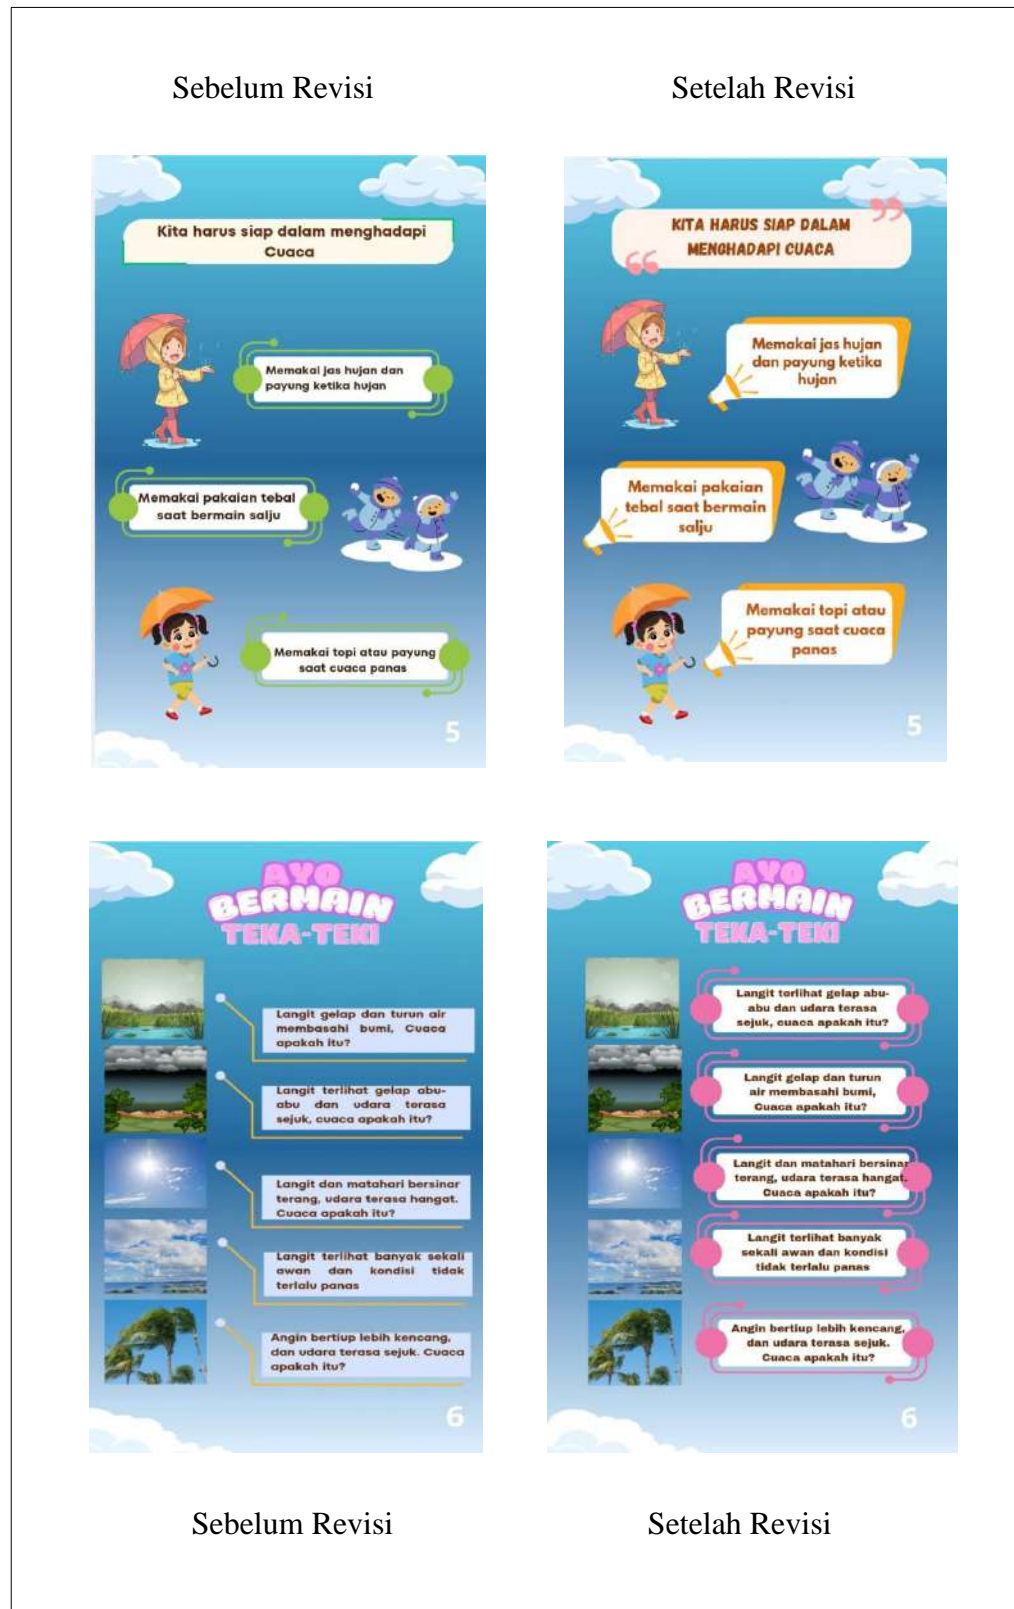 Sebelum Revisi
Setelah Revisi
Kita harus siap dalam menghadapi
Cuaca
Memakai jas hujan dan
payung ketika hujan
Memakai pakaian tebal
saat bermain salju
Memakai topi atau payung
saat cuaca panas
5
KITA HARUS SIAP DALAM
MENGHADAPI CUACA
Memakai jas hujan
dan payung ketika
hujan
Memakai pakaian
tebal saat bermain
salju
Memakai topi atau
payung saat cuaca
panas
5
AYO
BERMAIN
TEKA-TEKI
Langit gelap dan turun air
membasahi bumi, Cuaca
apakah itu?
Langit terlihat gelap abu-
abu dan udara terasa
sejuk, cuaca apakah itu?
Langit dan matahari bersinar
terang, udara terasa hangat.
Cuaca apakah itu?
Langit terlihat banyak sekali
awan dan kondisi tidak
terlalu panas
Angin bertiup lebih kencang,
dan udara terasa sejuk. Cuaca
apakah itu?
6
AYO
BERMAIN
TEKA-TEKI
Langit terlihat gelap abu-
abu dan udara terasa
sejuk, cuaca apakah itu?
Langit gelap dan turun
air membasahi bumi,
Cuaca apakah itu?
Langit dan matahari bersinar
terang, udara terasa hangat.
Cuaca apakah itu?
Langit terlihat banyak
sekali awan dan kondisi
tidak terlalu panas
Angin bertiup lebih kencang,
dan udara terasa sejuk.
Cuaca apakah itu?
6
Sebelum Revisi
Setelah Revisi